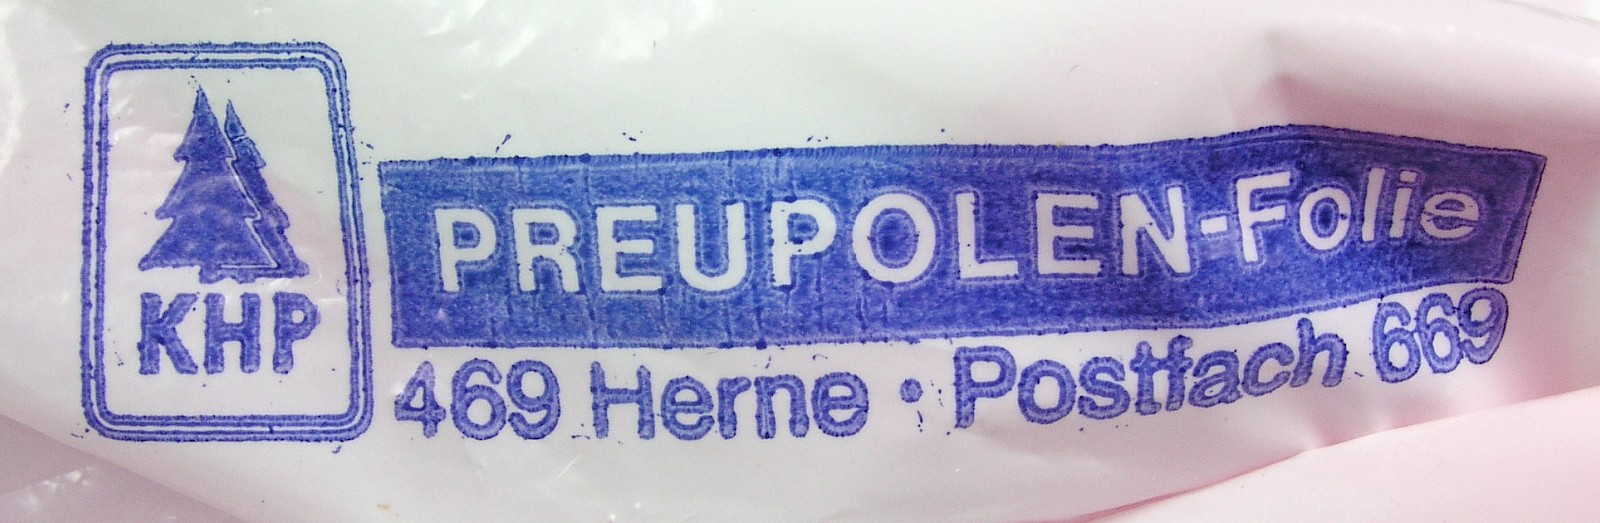 KHP
PREUPOLEN-Folie
469 Herne · Postfach 669